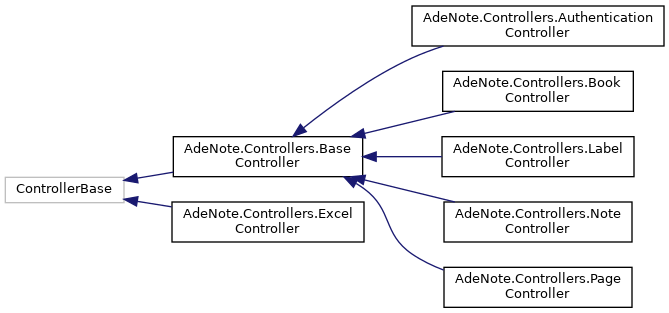 AdeNote.Controllers.Authentication
Controller
AdeNote.Controllers.Book
Controller
AdeNote.Controllers.Base
Controller
AdeNote.Controllers.Label
Controller
ControllerBase
AdeNote.Controllers.Excel
Controller
AdeNote.Controllers.Note
Controller
AdeNote.Controllers.Page
Controller